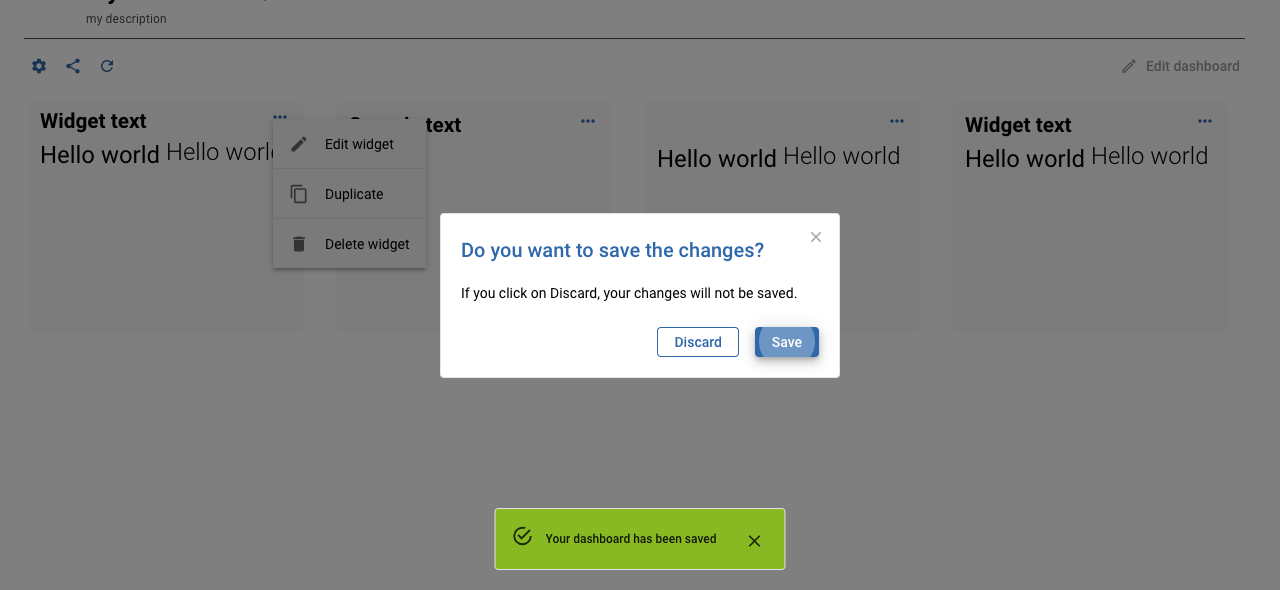 my description
Edit dashboard
Widget text
Hello world Hello world
Edit widget
Duplicate
Delete widget
text
Hello world Hello world
Widget text
Hello world Hello world
Do you want to save the changes?
If you click on Discard, your changes will not be saved.
Discard
Save
Your dashboard has been saved